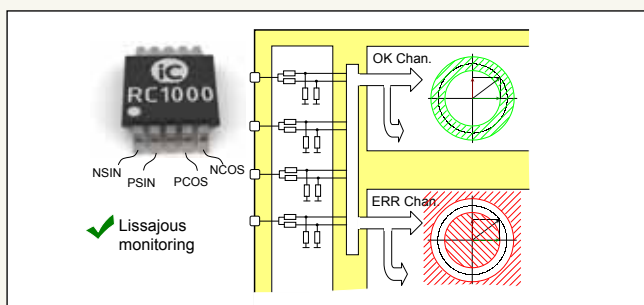 iC
RC1000
NSIN
PSIN
PCOS
NCOS
Lissajous
monitoring
OK Chan.
ERR Chan.